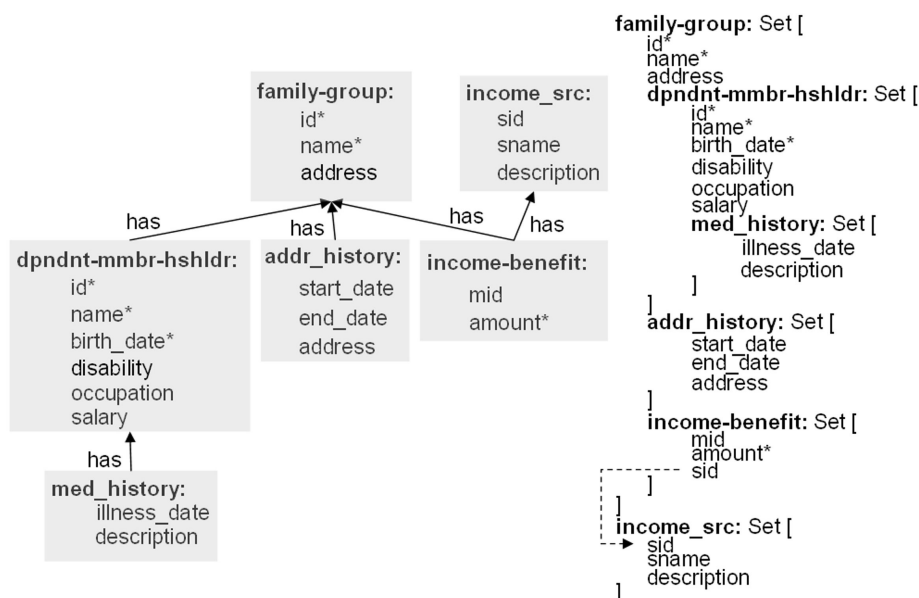 family-group:
id*
name*
address
income_src:
sid
sname
description
has
has
has
has
dpndnt-mmbr-hshldr:
id*
name*
birth_date*
disability
occupation
salary
addr_history:
start_date
end_date
address
income-benefit:
mid
amount*
has
med_history:
illness_date
description
family-group: Set [
id*
name*
address
dpndnt-mmbr-hshldr: Set [
id*
name*
birth_date*
disability
occupation
salary
med_history: Set [
illness_date
description
]
]
addr_history: Set [
start_date
end_date
address
]
income-benefit: Set [
mid
amount*
sid
]
]
income_src: Set [
sid
sname
description
]